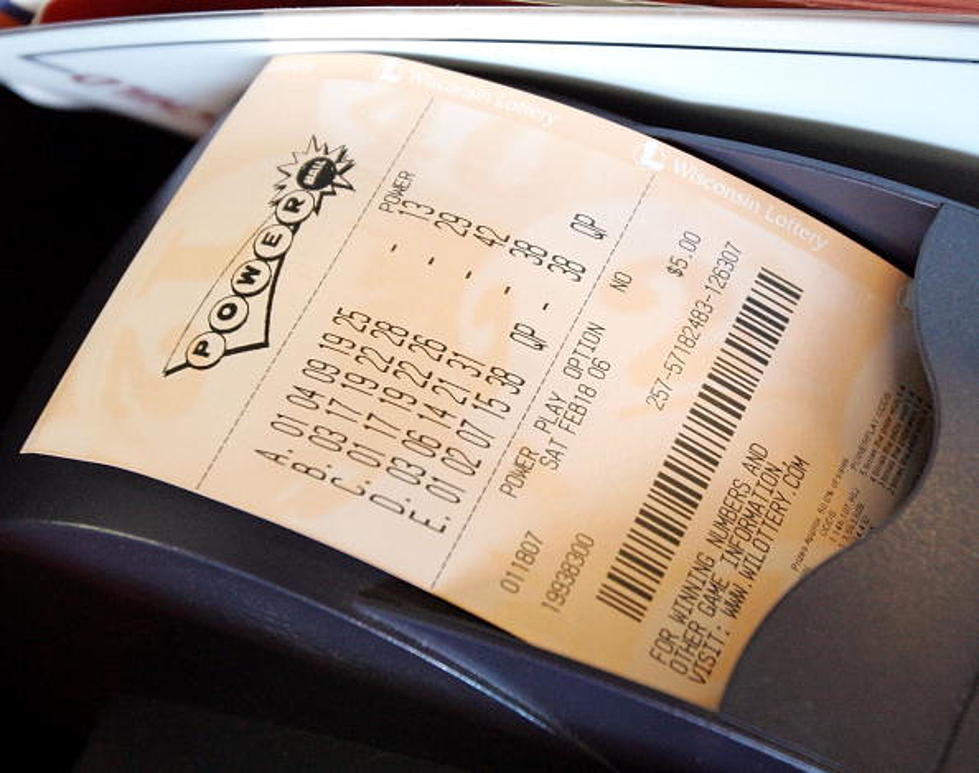 Wisconsin Lottery
Wisconsin Lottery
POWER BALL
POWER
A. 01 04 09 19 25 - 13
B. 03 17 19 22 28 - 29
C. 01 17 19 22 26 - 42
D. 03 06 14 21 31 - 38
E. 01 02 07 15 38 QP - 38 QP
POWER PLAY OPTION NO
SAT FEB18 06 $5.00
011807 257-57182483-126307
19938300
FOR WINNING NUMBERS AND
OTHER GAME INFORMATION
VISIT: WWW.WILOTTERY.COM